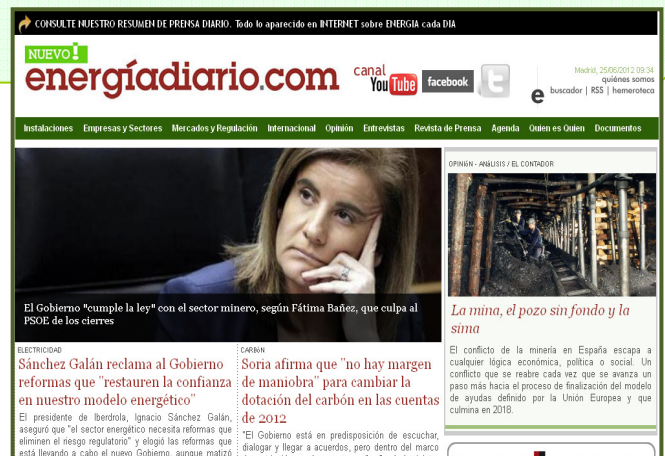 CONSULTE NUESTRO RESUMEN DE PRENSA DIARIO. Todo lo aparecido en INTERNET sobre ENERGIA cada DIA
NUEVO!
energíadiario.com
canal
YouTube
facebook
t
Madrid, 25/06/2012 09:34
quiénes somos
e
buscador | RSS | hemeroteca
Instalaciones Empresas y Sectores Mercados y Regulación Internacional Opinión Entrevistas Revista de Prensa Agenda Quien es Quien Documentos
El Gobierno "cumple la ley" con el sector minero, según Fátima Bañez, que culpa al
PSOE de los cierres
OPINIóN - ANáLISIS / EL CONTADOR
La mina, el pozo sin fondo y la
sima
El conflicto de la minería en España escapa a
cualquier lógica económica, política o social. Un
conflicto que se reabre cada vez que se avanza un
paso más hacia el proceso de finalización del modelo
de ayudas definido por la Unión Europea y que
culmina en 2018.
ELECTRICIDAD
Sánchez Galán reclama al Gobierno
reformas que "restauren la confianza
en nuestro modelo energético"
El presidente de Iberdrola, Ignacio Sánchez Galán,
aseguró que "el sector energético necesita reformas que
eliminen el riesgo regulatorio" y elogió las reformas que
está llevando a cabo el nuevo Gobierno, aunque matizó
CARBóN
Soria afirma que "no hay margen
de maniobra" para cambiar la
dotación del carbón en las cuentas
de 2012
"El Gobierno está en predisposición de escuchar,
dialogar y llegar a acuerdos, pero dentro del marco